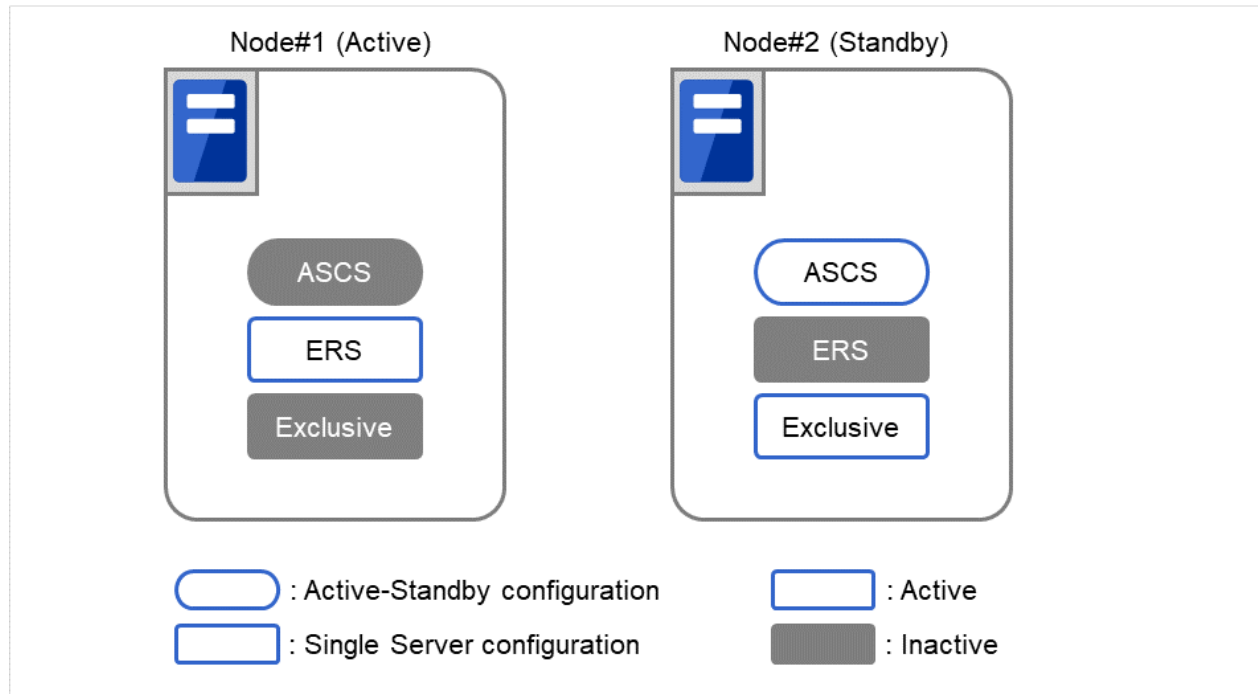 Node#1 (Active)
Node#2 (Standby)
ASCS
ERS
Exclusive
ASCS
ERS
Exclusive
: Active-Standby configuration
: Active
: Single Server configuration
: Inactive